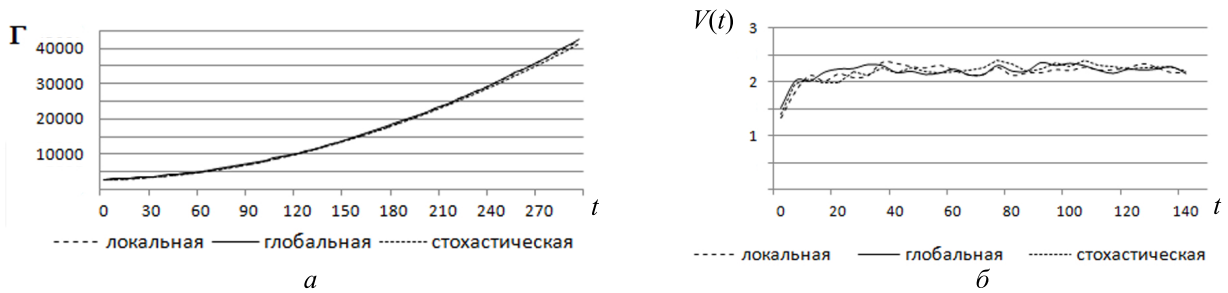 Г
40000
30000
20000
10000
0 30 60 90 120 150 180 210 240 270 t
локальная глобальная стохастическая
а
V(t)
3
2
1
0 20 40 60 80 100 120 140 t
локальная глобальная стохастическая
б